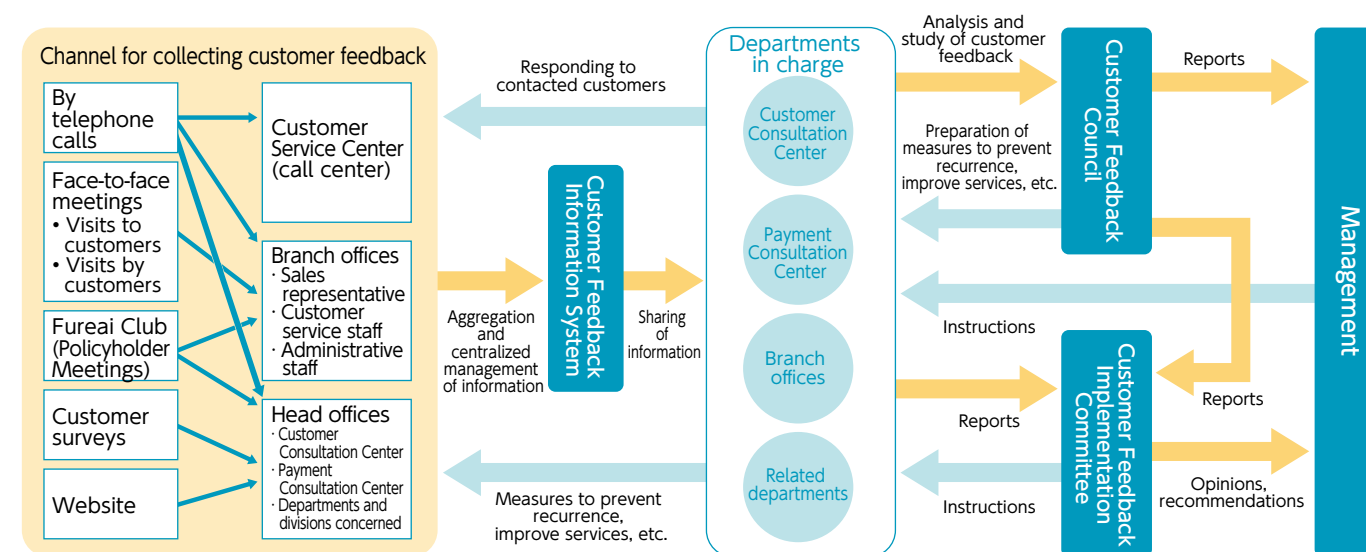 Channel for collecting customer feedback
By
telephone
calls
Face-to-face
meetings
• Visits to
customers
• Visits by
customers
Fureai Club
(Policyholder
Meetings)
Customer
surveys
Website
Customer
Service Center
(call center)
Branch offices
· Sales
representative
· Customer
service staff
· Administrative
staff
Head offices
· Customer
Consultation Center
· Payment
Consultation Center
· Departments and
divisions concerned
Responding to
contacted customers
Aggregation
and
centralized
management
of information
Customer Feedback
Information System
Sharing
of
information
Measures to prevent
recurrence,
improve services, etc.
Departments
in charge
Customer
Consultation
Center
Payment
Consultation
Center
Branch
offices
Related
departments
Analysis and
study of customer
feedback
Preparation of
measures to prevent
recurrence,
improve services, etc.
Instructions
Reports
Instructions
Customer Feedback
Council
Customer Feedback
Implementation
Committee
Reports
Reports
Opinions,
recommendations
Management